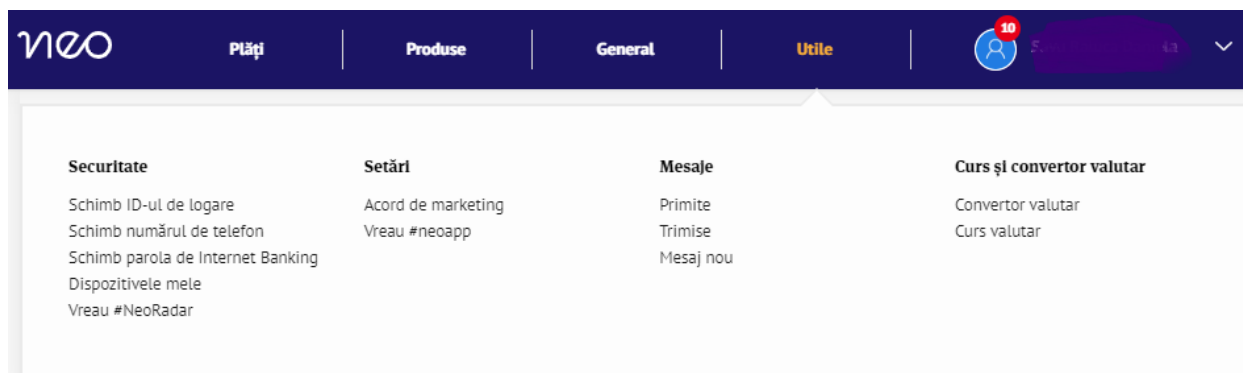 neo
Plăți
Produse
General
Utile
10
Securitate
Schimb ID-ul de logare
Schimb numărul de telefon
Schimb parola de Internet Banking
Dispozitivele mele
Vreau #NeoRadar
Setări
Acord de marketing
Vreau #neoapp
Mesaje
Primite
Trimise
Mesaj nou
Curs și convertor valutar
Convertor valutar
Curs valutar